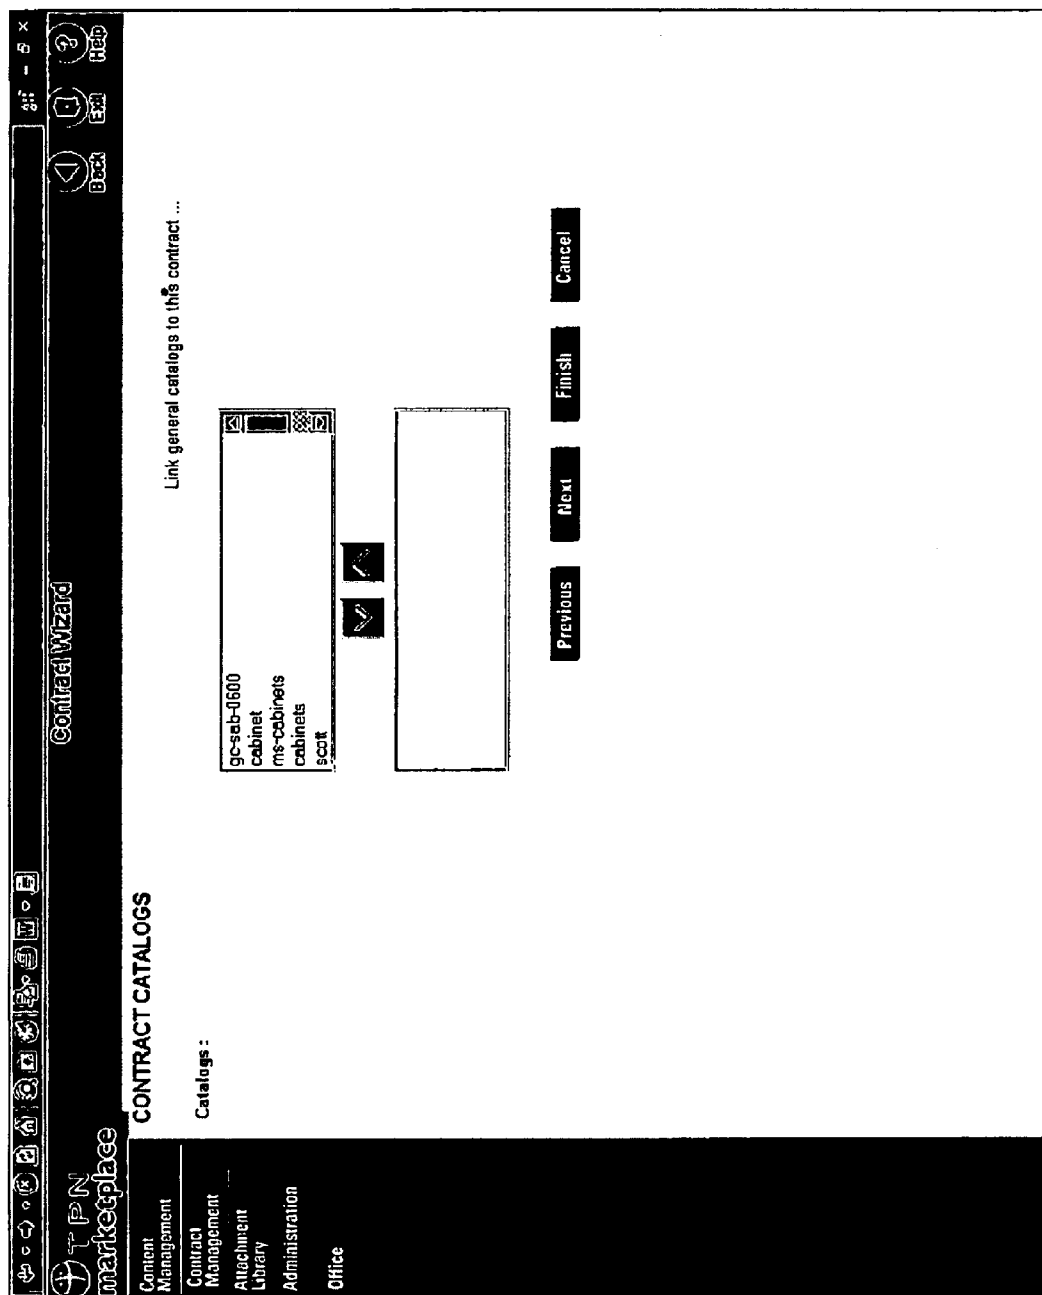 TPN
marketplace
Contract Wizard
Back
Exit
Help
Content
Management
Contract
Management
Attachment
Library
Administration
Office
CONTRACT CATALOGS
Link general catalogs to this contract ...
Catalogs :
gc-sab-0600
cabinet
ms-cabinets
cabinets
scott
Previous
Next
Finish
Cancel